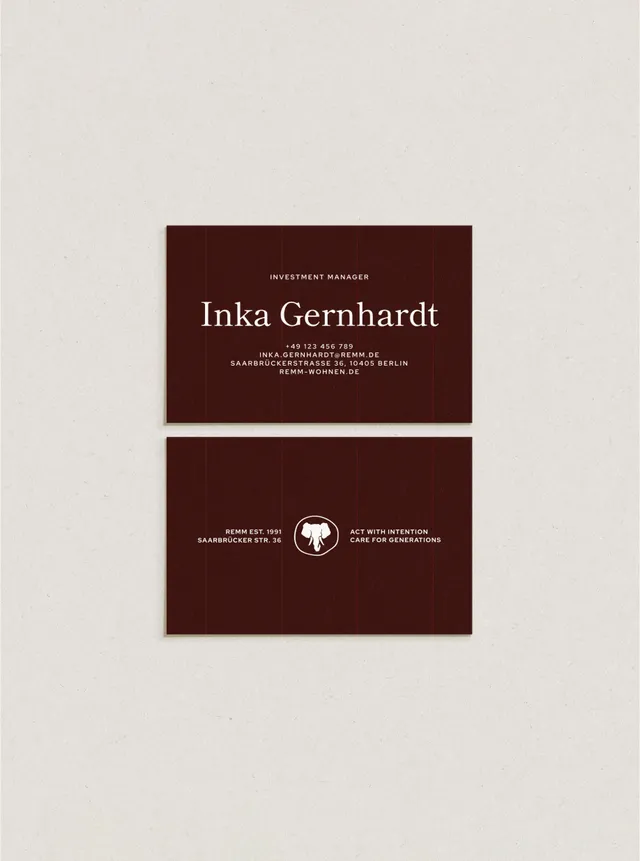 INVESTMENT MANAGER
Inka Gernhardt
+49 123 456 789
INKA.GERNHARDT@REMM.DE
SAARBRÜCKERSTRASSE 36, 10405 BERLIN
REMM-WOHNEN.DE
REMM EST. 1991
SAARBRÜCKER STR. 36
ACT WITH INTENTION
CARE FOR GENERATIONS